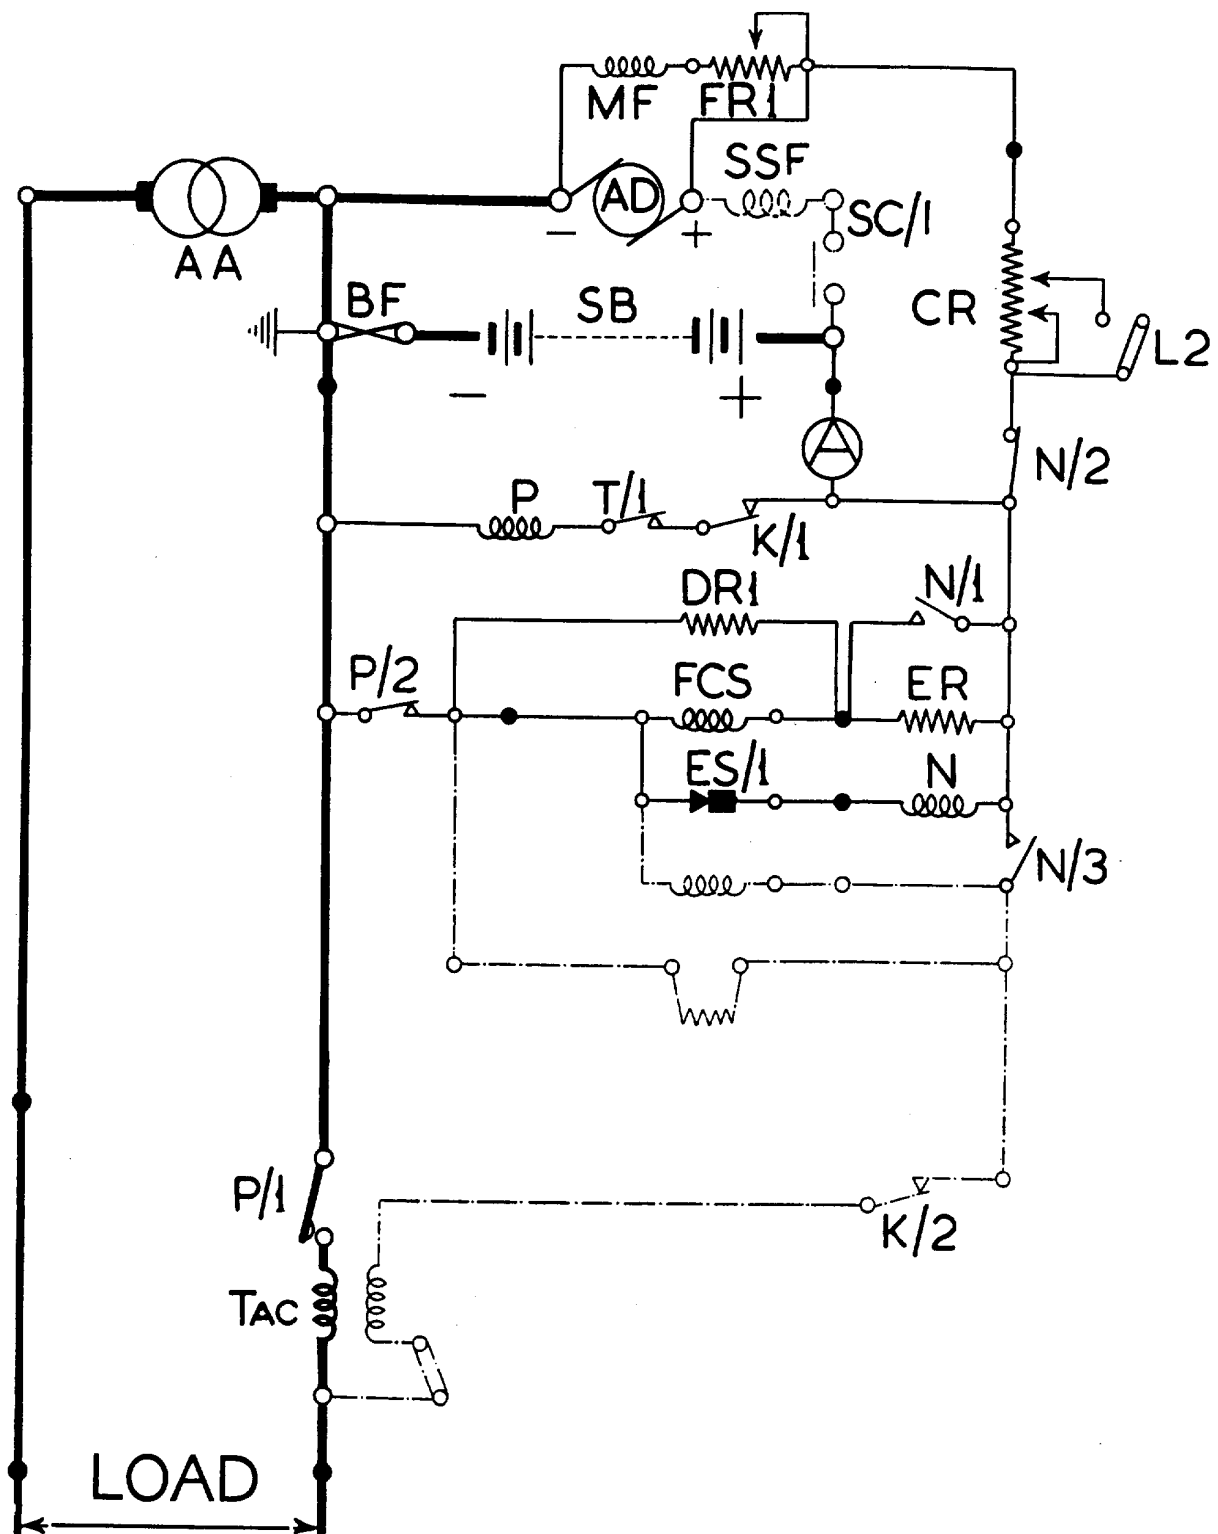 MF
FR1
SSF
AD
SC/1
- +
A A
BF
SB
CR
L2
- +
A
N/2
P
T/1
K/1
DR1
N/1
P/2
FCS
ER
ES/1
N
N/3
P/1
K/2
TAC
LOAD